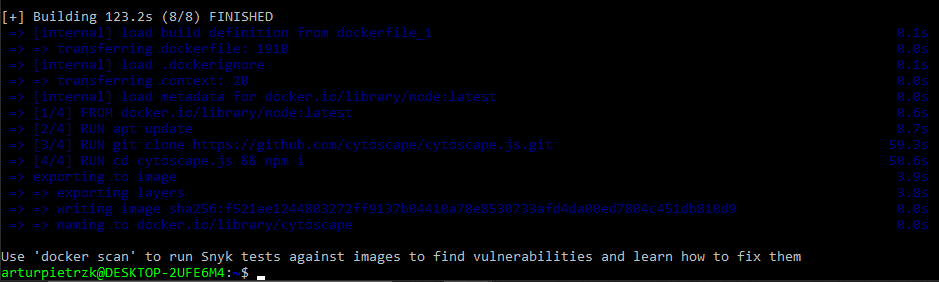 [+] Building 123.2s (8/8) FINISHED
=> [internal] load build definition from dockerfile_1 0.1s
=> => transferring dockerfile: 191B 0.0s
=> [internal] load .dockerignore 0.1s
=> => transferring context: 2B 0.0s
=> [internal] load metadata for docker.io/library/node:latest 0.0s
=> [1/4] FROM docker.io/library/node:latest 0.6s
=> [2/4] RUN apt update 8.7s
=> [3/4] RUN git clone https://github.com/cytoscape/cytoscape.js.git 59.3s
=> [4/4] RUN cd cytoscape.js && npm i 50.6s
=> exporting to image 3.9s
=> => exporting layers 3.8s
=> => writing image 0.0s
=> => naming to docker.io/library/cytoscape 0.0s
Use 'docker scan' to run Snyk tests against images to find vulnerabilities and learn how to fix them
arturpietrzk@DESKTOP-2UFE6M4:~$